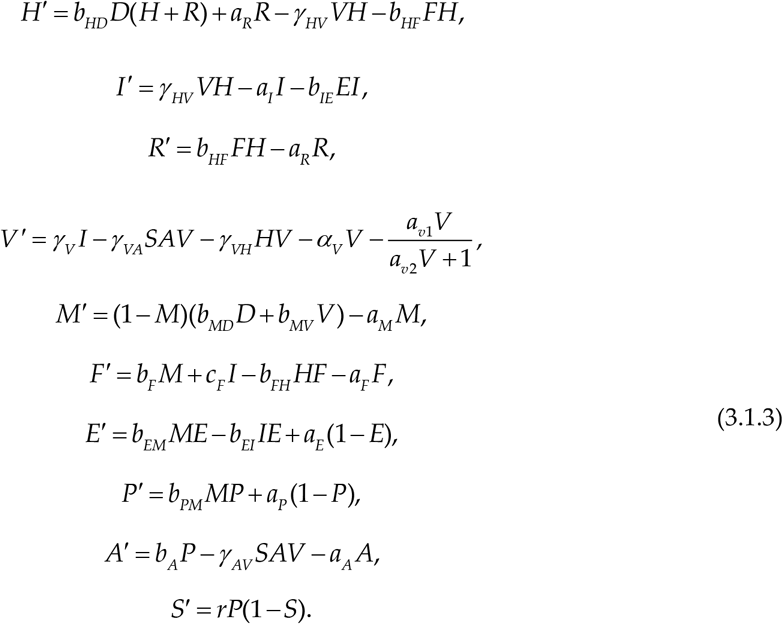 H′ = b_{HD}D(H + R) + a_R R − γ_{HV}VH − b_{HF}FH,
I′ = γ_{HV}VH − a_I I − b_{IE}EI,
R′ = b_{HF}FH − a_R R,
V′ = γ_V I − γ_{VA}SAV − γ_{VH}HV − α_V V − \frac{a_{v1}V}{a_{v2}V + 1},
M′ = (1 − M)(b_{MD}D + b_{MV}V) − a_M M,
F′ = b_F M + c_F I − b_{FH}HF − a_F F,
E′ = b_{EM}ME − b_{EI}IE + a_E(1 − E),
(3.1.3)
P′ = b_{PM}MP + a_P(1 − P),
A′ = b_A P − γ_{AV}SAV − a_A A,
S′ = rP(1 − S).